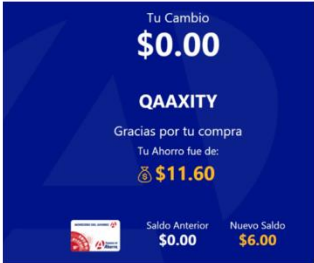 Tu Cambio
$0.00
QAAXITY
Gracias por tu compra
Tu Ahorro fue de:
$11.60
Saldo Anterior
Nuevo Saldo
$0.00
$6.00
Ahorro